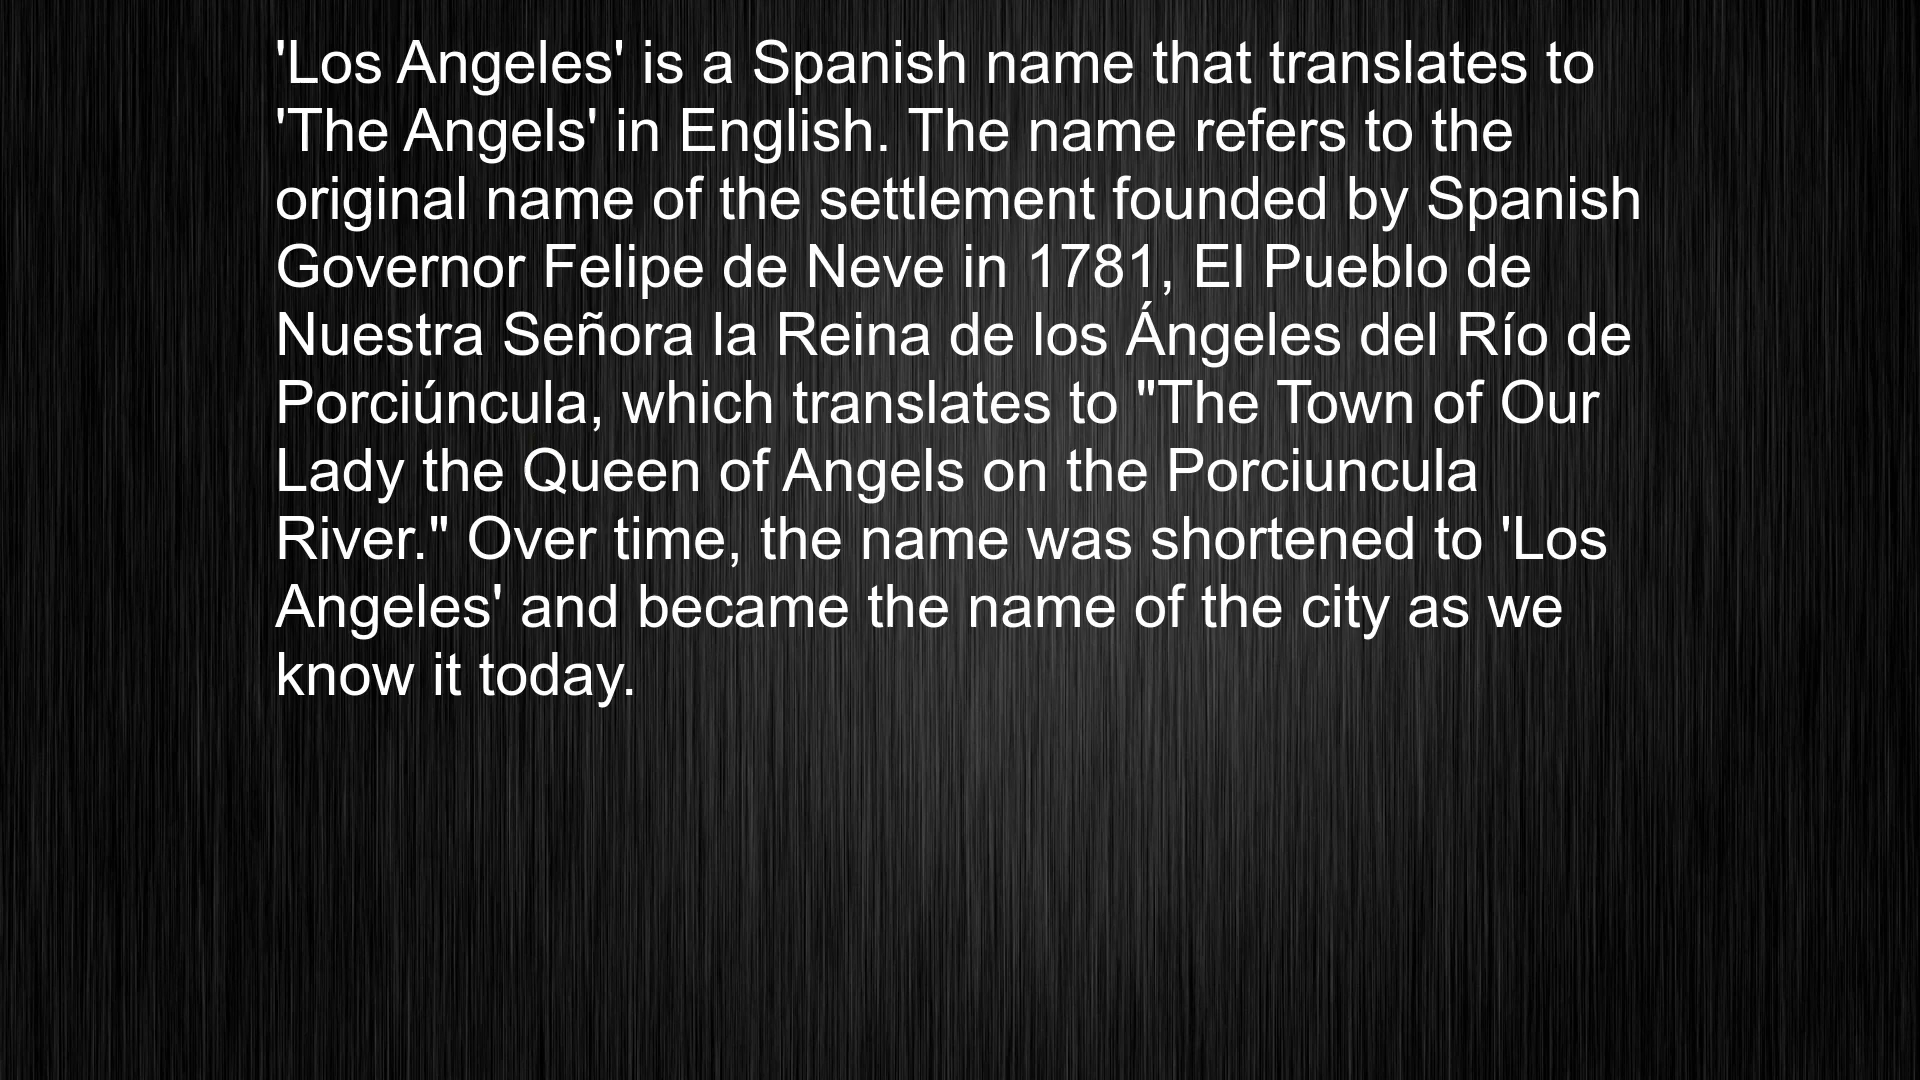 'Los Angeles' is a Spanish name that translates to
'The Angels' in English. The name refers to the
original name of the settlement founded by Spanish
Governor Felipe de Neve in 1781, El Pueblo de
Nuestra Señora la Reina de los Ángeles del Río de
Porciúncula, which translates to "The Town of Our
Lady the Queen of Angels on the Porciuncula
River." Over time, the name was shortened to 'Los
Angeles' and became the name of the city as we
know it today.